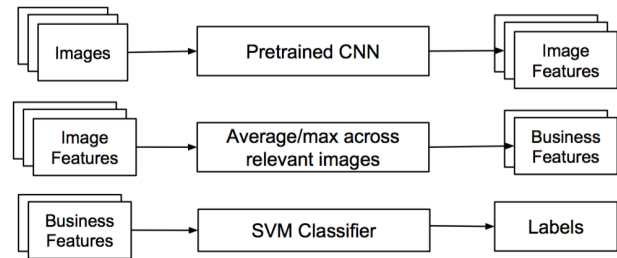 Images
Pretrained CNN
Image
Features
Image
Features
Average/max across
relevant images
Business
Features
Business
Features
SVM Classifier
Labels